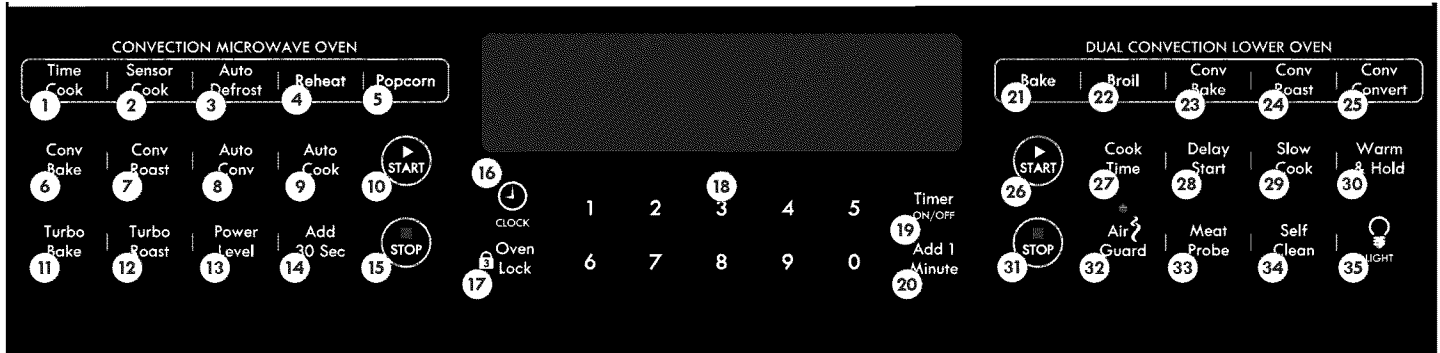 CONVECTION MICROWAVE OVEN
Time Cook 1
Sensor Cook 2
Auto Defrost 3
Reheat 4
Popcorn 5
Conv Bake 6
Conv Roast 7
Auto Conv 8
Auto Cook 9
START 10
Turbo Bake 11
Turbo Roast 12
Power Level 13
Add 30 Sec 14
STOP 15
16
CLOCK
3 Oven Lock
17
18
1 2 3 4 5
6 7 8 9 0
Timer
ON/OFF
19
Add 1
Minute
20
DUAL CONVECTION LOWER OVEN
Bake 21
Broil 22
Conv Bake 23
Conv Roast 24
Conv Convert 25
START 26
Cook Time 27
Delay Start 28
Slow Cook 29
Warm & Hold 30
STOP 31
Air Guard 32
Meat Probe 33
Self Clean 34
LIGHT 35